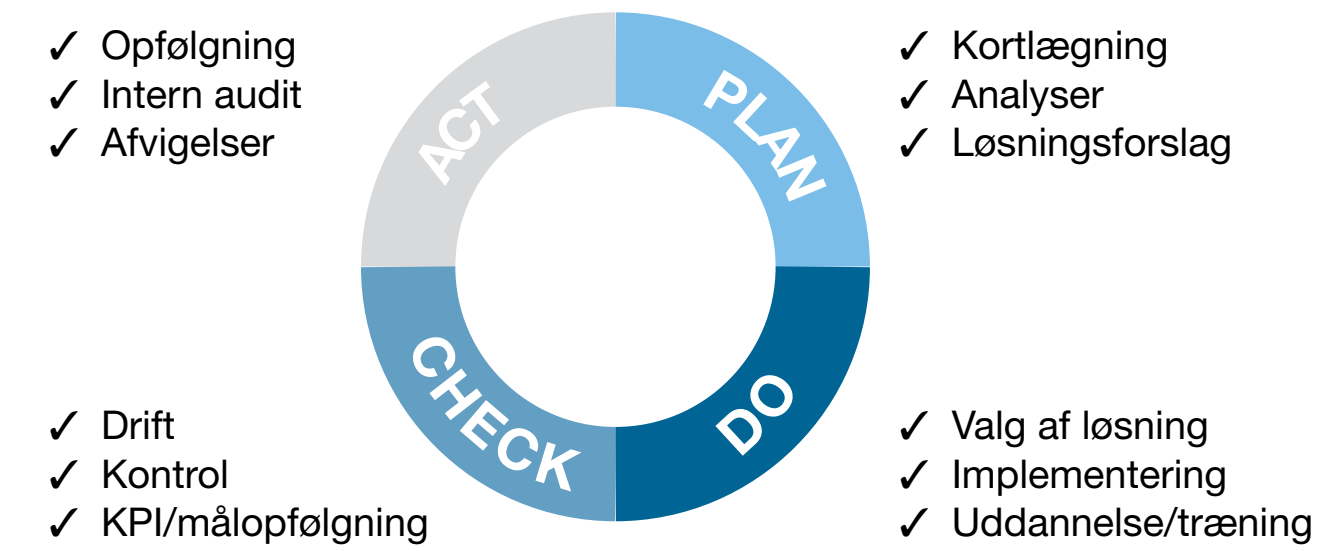 ✓ Opfølgning
✓ Intern audit
✓ Afvigelser
ACT
PLAN
✓ Kortlægning
✓ Analyser
✓ Løsningsforslag
✓ Drift
✓ Kontrol
✓ KPI/målopfølgning
CHECK
DO
✓ Valg af løsning
✓ Implementering
✓ Uddannelse/træning